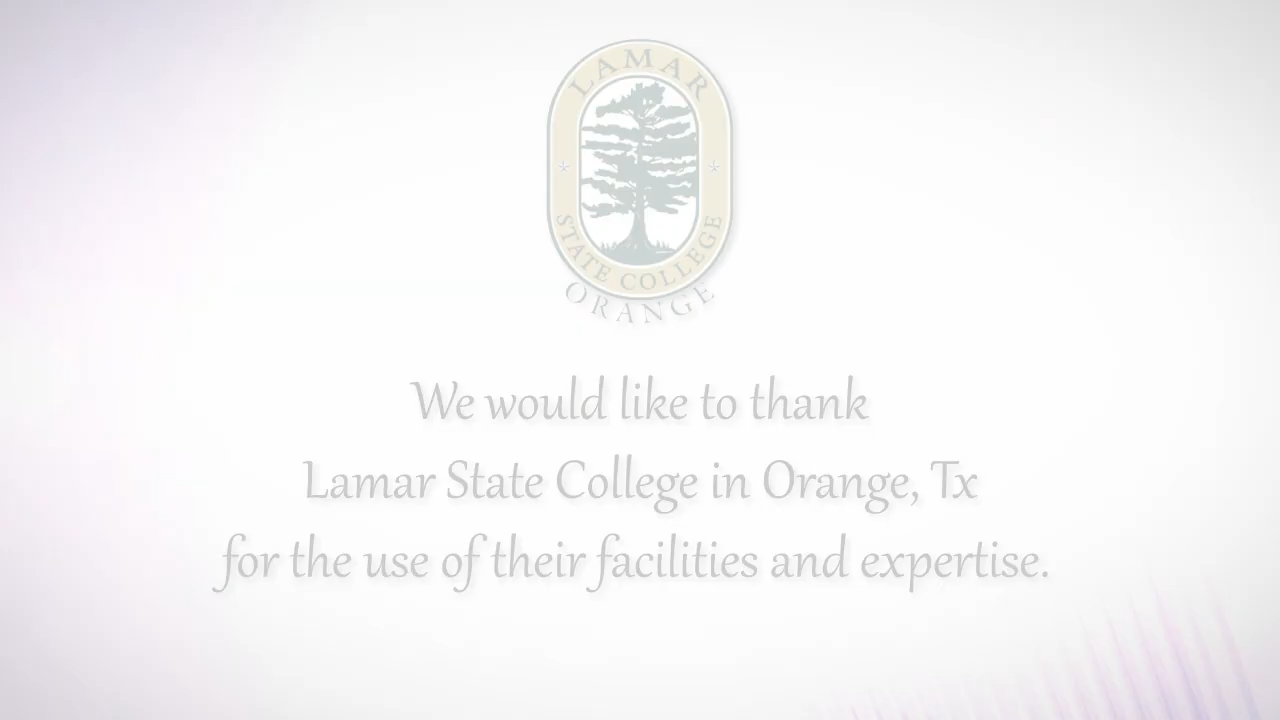 LAMAR
STATE COLLEGE
ORANGE
We would like to thank
Lamar State College in Orange, Tx
for the use of their facilities and expertise.